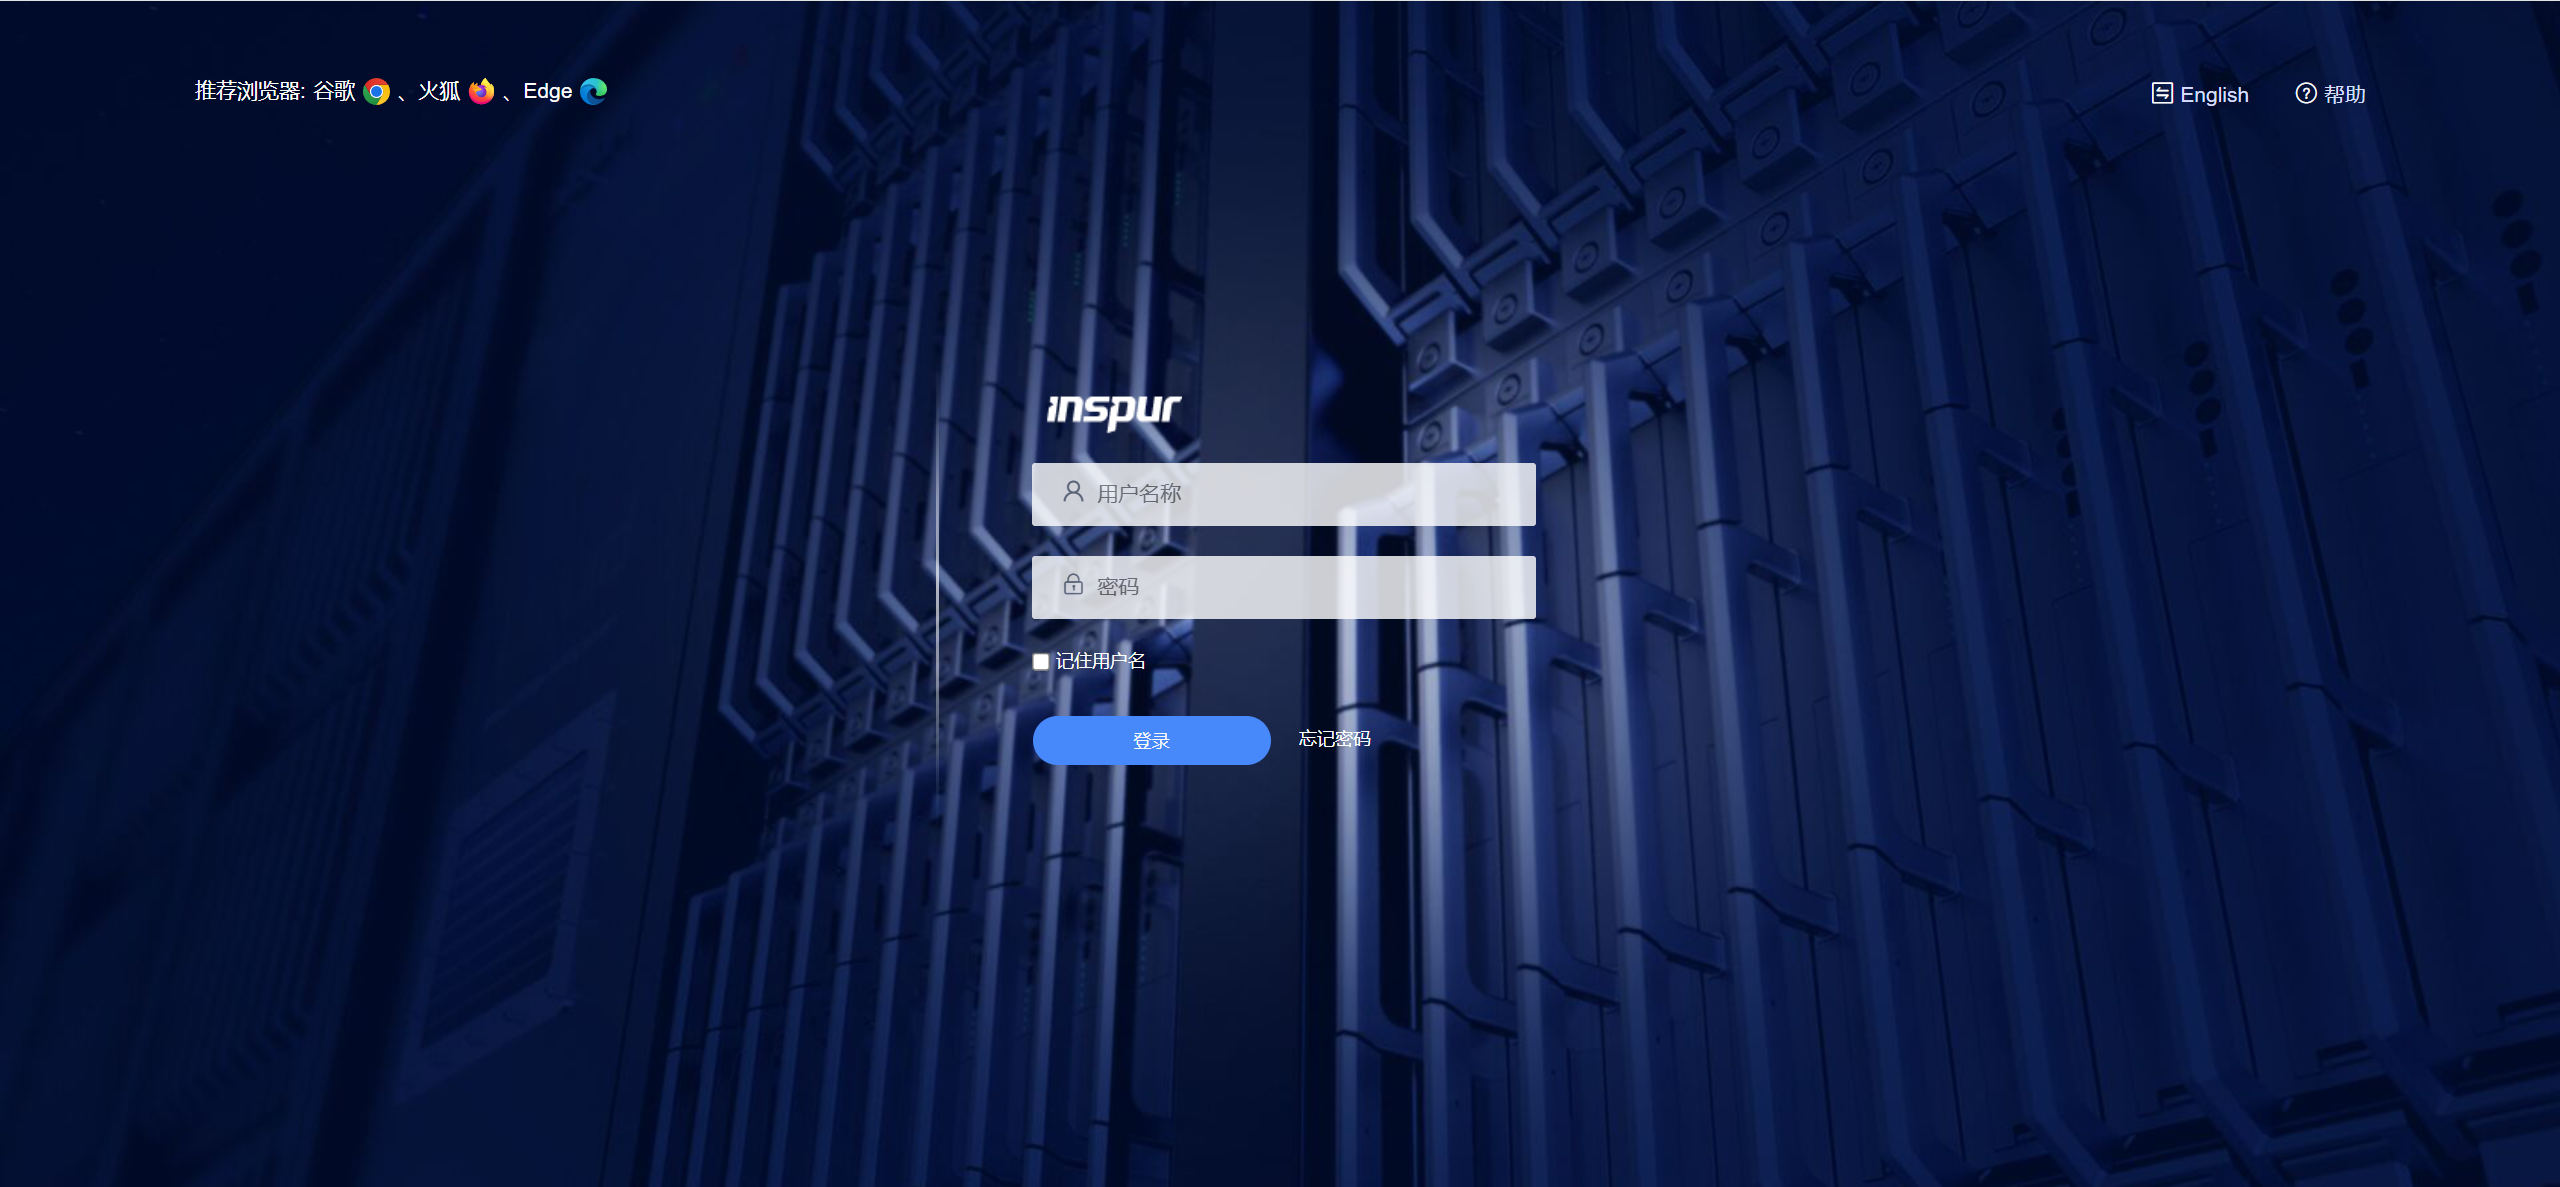 推荐浏览器: 谷歌 、火狐 、Edge
English 帮助
inspur
用户名称
密码
记住用户名
登录 忘记密码